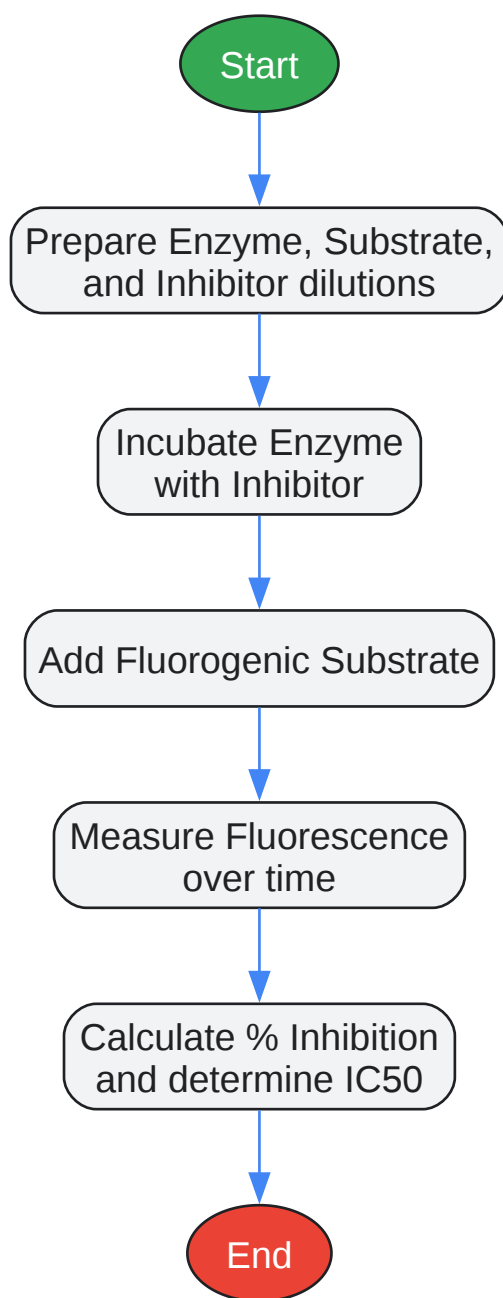 Start
Prepare Enzyme, Substrate,
and Inhibitor dilutions
Incubate Enzyme
with Inhibitor
Add Fluorogenic Substrate
Measure Fluorescence
over time
Calculate % Inhibition
and determine IC50
End